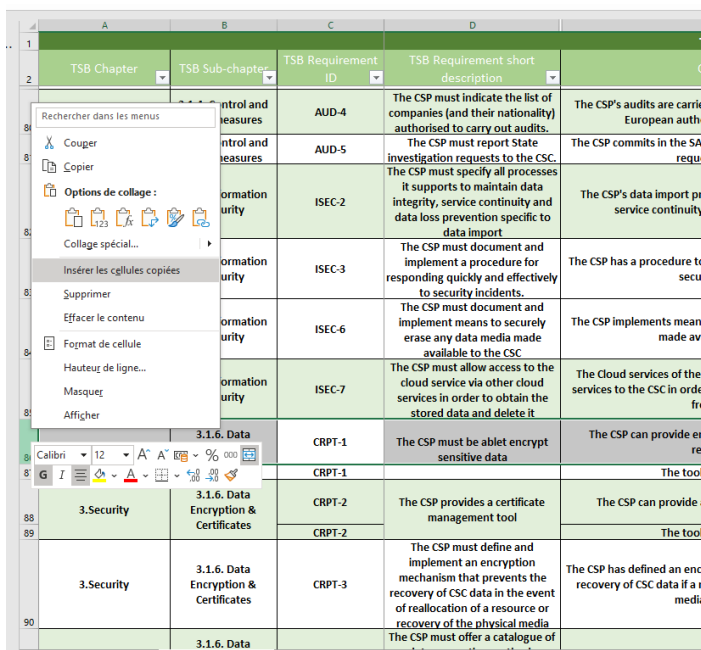 A B C D
1
2 TSB Chapter TSB Sub-chapter TSB Requirement ID TSB Requirement short description
Rechercher dans les menus
Couper
Copier
Options de collage :
123 fx
Collage spécial...
Insérer les cellules copiées
Supprimer
Effacer le contenu
Format de cellule
Hauteur de ligne...
Masquer
Afficher
Calibri 12 A A % 000
G I A
ntrol and
easures
AUD-4
The CSP must indicate the list of
companies (and their nationality)
authorised to carry out audits.
The CSP's audits are carrie
European auth
ntrol and
easures
AUD-5
The CSP must report State
investigation requests to the CSC.
The CSP commits in the SA
reque
ormation
urity
ISEC-2
The CSP must specify all processes
it supports to maintain data
integrity, service continuity and
data loss prevention specific to
data import
The CSP's data import pr
service continuity
ormation
urity
ISEC-3
The CSP must document and
implement a procedure for
responding quickly and effectively
to security incidents.
The CSP has a procedure to
secu
ormation
urity
ISEC-6
The CSP must document and
implement means to securely
erase any data media made
available to the CSC
The CSP implements mean
made av
ormation
urity
ISEC-7
The CSP must allow access to the
cloud service via other cloud
services in order to obtain the
stored data and delete it
The Cloud services of the
services to the CSC in orde
fr
3.1.6. Data
CRPT-1
The CSP must be ablet encrypt
sensitive data
The CSP can provide en
re
CRPT-1
The tool
88
3.Security
3.1.6. Data
Encryption &
Certificates
CRPT-2
The CSP provides a certificate
management tool
The CSP can provide
89
CRPT-2
The tool
90
3.Security
3.1.6. Data
Encryption &
Certificates
CRPT-3
The CSP must define and
implement an encryption
mechanism that prevents the
recovery of CSC data in the event
of reallocation of a resource or
recovery of the physical media
The CSP has defined an enc
recovery of CSC data if a r
media
3.1.6. Data
The CSP must offer a catalogue of